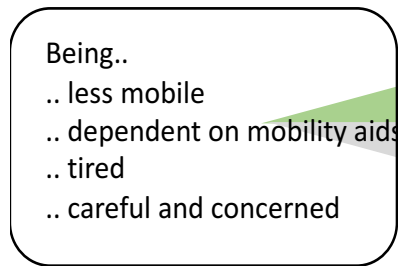 Being..
.. less mobile
.. dependent on mobility aids
.. tired
.. careful and concerned